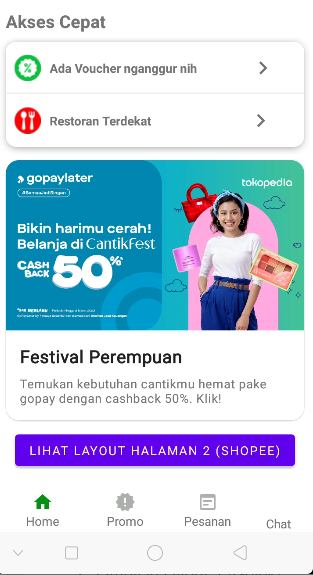 Akses Cepat
Ada Voucher nganggur nih
Restoran Terdekat
gopaylater
tokopedia
#SemuaJadiRingan
Bikin harimu cerah!
Belanja di CantikFest
CASH BACK 50%*
Festival Perempuan
Temukan kebutuhan cantikmu hemat pake
gopay dengan cashback 50%. Klik!
LIHAT LAYOUT HALAMAN 2 (SHOPEE)
Home
Promo
Pesanan
Chat